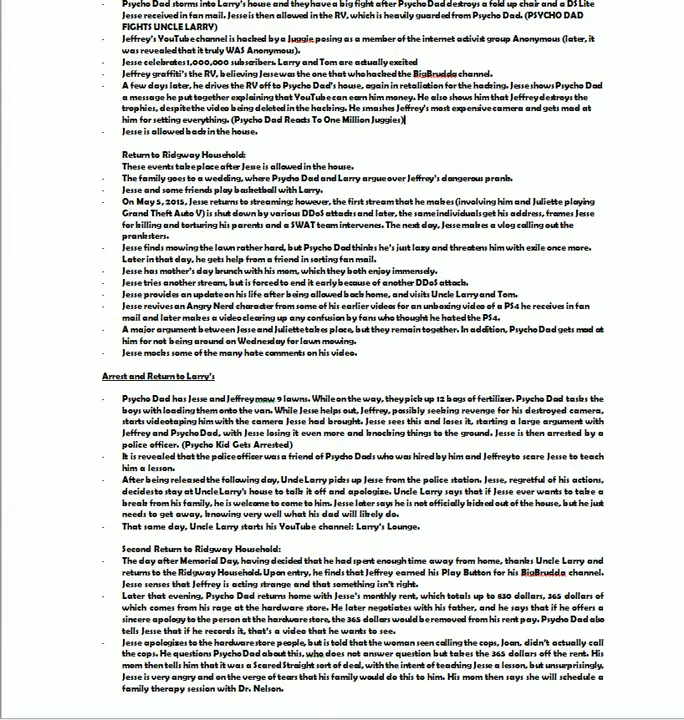 - Psycho Dad storms into Larry's house and they have a big fight after Psycho Dad destroys a fold up chair and a DS Lite
Jesse received in fan mail. Jesse is then allowed in the RV, which is heavily guarded from Psycho Dad. (PSYCHO DAD
FIGHTS UNCLE LARRY)
- Jeffrey's YouTube channel is hacked by a Juggie posing as a member of the internet activist group Anonymous (later, it
was revealed that it truly WAS Anonymous).
- Jesse celebrates 1,000,000 subscribers. Larry and Tom are actually excited
- Jeffrey graffiti's the RV, believing Jesse was the one that who hacked the BigBrudda channel.
- A few days later, he drives the RV off to Psycho Dad's house, again in retaliation for the hacking. Jesse shows Psycho Dad
a message he put together explaining that YouTube can earn him money. He also shows him that Jeffrey destroys the
trophies, despite the video being deleted in the hacking. He smashes Jeffrey's most expensive camera and gets mad at
him for setting everything. (Psycho Dad Reacts To One Million Juggies)
- Jesse is allowed back in the house.
Return to Ridgway Household:
These events take place after Jesse is allowed in the house.
- The family goes to a wedding, where Psycho Dad and Larry argue over Jeffrey's dangerous prank.
- Jesse and some friends play basketball with Larry.
- On May 5, 2015, Jesse returns to streaming; however, the first stream that he makes (involving him and Juliette playing
Grand Theft Auto V) is shut down by various DDoS attacks and later, the same individuals get his address, frames Jesse
for killing and torturing his parents and a SWAT team intervenes. The next day, Jesse makes a vlog calling out the
pranksters.
- Jesse finds mowing the lawn rather hard, but Psycho Dad thinks he's just lazy and threatens him with exile once more.
Later in that day, he gets help from a friend in sorting fan mail.
- Jesse has mother's day brunch with his mom, which they both enjoy immensely.
- Jesse tries another stream, but is forced to end it early because of another DDoS attack.
- Jesse provides an update on his life after being allowed back home, and visits Uncle Larry and Tom.
- Jesse revives an Angry Nerd character from some of his earlier videos for an unboxing video of a PS4 he receives in fan
mail and later makes a video clearing up any confusion by fans who thought he hated the PS4.
- A major argument between Jesse and Juliette takes place, but they remain together. In addition, Psycho Dad gets mad at
him for not being around on Wednesday for lawn mowing.
- Jesse mocks some of the many hate comments on his video.
Arrest and Return to Larry's
- Psycho Dad has Jesse and Jeffrey mow 9 lawns. While on the way, they pick up 12 bags of fertilizer. Psycho Dad tasks the
boys with loading them onto the van. While Jesse helps out, Jeffrey, possibly seeking revenge for his destroyed camera,
starts videotaping him with the camera Jesse had brought. Jesse sees this and loses it, starting a large argument with
Jeffrey and Psycho Dad, with Jesse losing it even more and knocking things to the ground. Jesse is then arrested by a
police officer. (Psycho Kid Gets Arrested)
- It is revealed that the police officer was a friend of Psycho Dads who was hired by him and Jeffrey to scare Jesse to teach
him a lesson.
- After being released the following day, Uncle Larry picks up Jesse from the police station. Jesse, regretful of his actions,
decides to stay at Uncle Larry's house to talk it off and apologize. Uncle Larry says that if Jesse ever wants to take a
break from his family, he is welcome to come to him. Jesse later says he is not officially kicked out of the house, but he just
needs to get away, knowing very well what his dad will likely do.
- That same day, Uncle Larry starts his YouTube channel: Larry's Lounge.
Second Return to Ridgway Household:
- The day after Memorial Day, having decided that he had spent enough time away from home, thanks Uncle Larry and
returns to the Ridgway Household. Upon entry, he finds that Jeffrey earned his Play Button for his BigBrudda channel.
Jesse senses that Jeffrey is acting strange and that something isn't right.
- Later that evening, Psycho Dad returns home with Jesse's monthly rent, which totals up to 830 dollars, 365 dollars of
which comes from his rage at the hardware store. He later negotiates with his father, and he says that if he offers a
sincere apology to the person at the hardware store, the 365 dollars would be removed from his rent pay. Psycho Dad also
tells Jesse that if he records it, that's a video that he wants to see.
- Jesse apologizes to the hardware store people, but is told that the woman seen calling the cops, Joan, didn't actually call
the cops. He questions Psycho Dad about this, who does not answer question but takes the 365 dollars off the rent. His
mom then tells him that it was a Scared Straight sort of deal, with the intent of teaching Jesse a lesson, but unsurprisingly,
Jesse is very angry and on the verge of tears that his family would do this to him. His mom then says she will schedule a
family therapy session with Dr. Nelson.